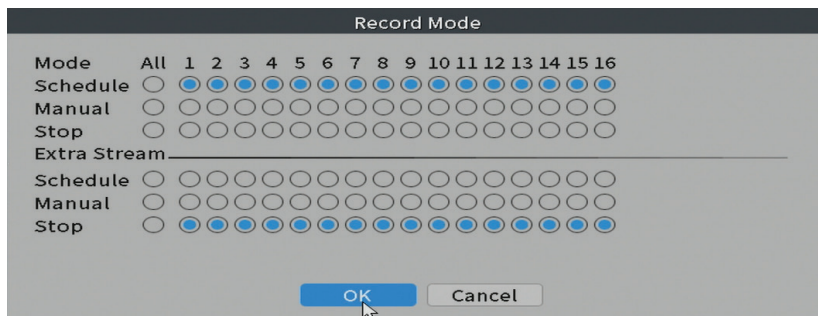 Record Mode
Mode All 1 2 3 4 5 6 7 8 9 10 11 12 13 14 15 16
Schedule
Manual
Stop
Extra Stream
Schedule
Manual
Stop
OK Cancel